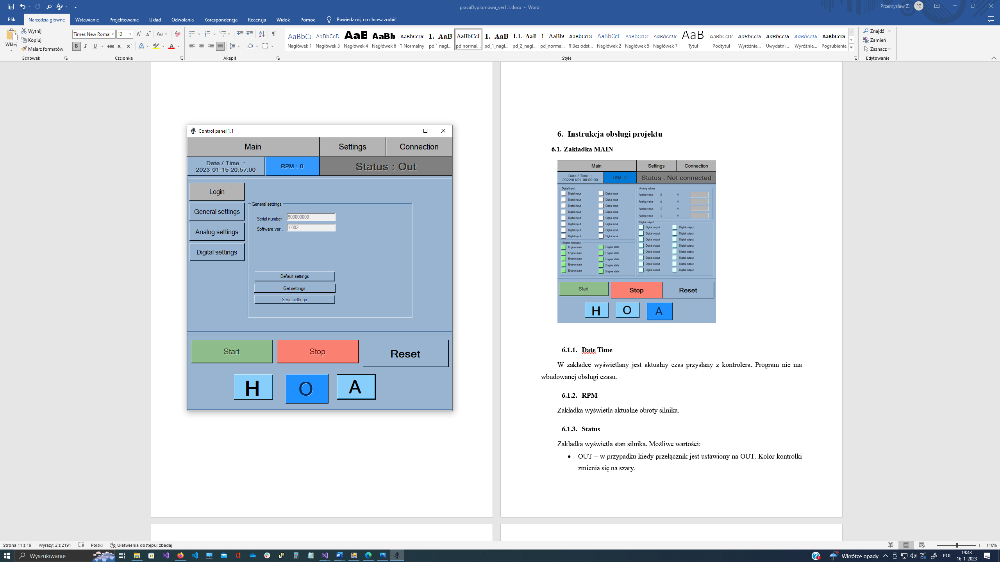 pracaDyplomowa_ver1.1.docx - Word
Przemysław Z.
PZ
Plik
Narzędzia główne
Wstawianie
Projektowanie
Układ
Odwołania
Korespondencja
Recenzja
Widok
Pomoc
Powiedz mi, co chcesz zrobić
Wklej
Wytnij
Kopiuj
Malarz formatów
Schowek
Times New Roma
12
Czcionka
Akapit
AaBbCc
Nagłówek 1
AaBbCcD
Nagłówek 3
AaB
Nagłówek 4
AaBb
Nagłówek 6
AaBbCcDc
¶ Normalny
1. AaB
pd 1 nagl...
AaBbCcI
pd normal...
1. AaB
pd_1_nagl...
1.1. AaB
pd_2_nagl...
1. AaBb(
pd_norma...
AaBbCcDc
¶ Bez odst...
AaBbCcD
Nagłówek 2
AaBbCcDc
Nagłówek 5
AaBbCcDc
Nagłówek 7
AaB
Tytuł
AaBbCcDc
Podtytuł
AaBbCcDc
Wyróżnie...
AaBbCcDc
Uwydatni...
AaBbCcDc
Wyróżnie...
AaBbCcDc
Pogrubienie
Style
Znajdź
Zamień
Zaznacz
Edytowanie
Control panel 1.1
Main
Settings
Connection
Date / Time :
2023-01-15 20:57:00
RPM : 0
Status : Out
Login
General settings
Analog settings
Digital settings
General settings
Serial number
900000000
Software ver .
1.002
Default settings
Get settings
Send settings
Start
Stop
Reset
H
O
A
6. Instrukcja obsługi projektu
6.1. Zakładka MAIN
Main
Settings
Connection
Date / Time :
2022/01/01 00:00:00
RPM : 0
Status : Not connected
Digital input
Digital input Digital input
Digital input Digital input
Digital input Digital input
Digital input Digital input
Digital input Digital input
Digital input Digital input
Digital input Digital input
Digital input Digital input
Engine message
Engine state Engine state
Engine state Engine state
Engine state Engine state
Engine state Engine state
Engine state Engine state
Analog values
Analog value 0 V
Analog value 0 V
Analog value 0 V
Analog value 0 V
Digital output
Digital output Digital output
Digital output Digital output
Digital output Digital output
Digital output Digital output
Digital output Digital output
Digital output Digital output
Digital output Digital output
Digital output Digital output
Start
Stop
Reset
H
O
A
6.1.1. Date Time
W zakładce wyświetlany jest aktualny czas przysłany z kontrolera. Program nie ma
wbudowanej obsługi czasu.
6.1.2. RPM
Zakładka wyświetla aktualne obroty silnika.
6.1.3. Status
Zakładka wyświetla stan silnika. Możliwe wartości:
• OUT – w przypadku kiedy przełącznik jest ustawiony na OUT. Kolor kontrolki
zmienia się na szary.
Strona 11 z 19
Wyrazy: 2 z 2191
Polski
Ułatwienia dostępu: zbadaj
110%
Wyszukiwanie
Wkrótce opady
POL
19:43
16-1-2023